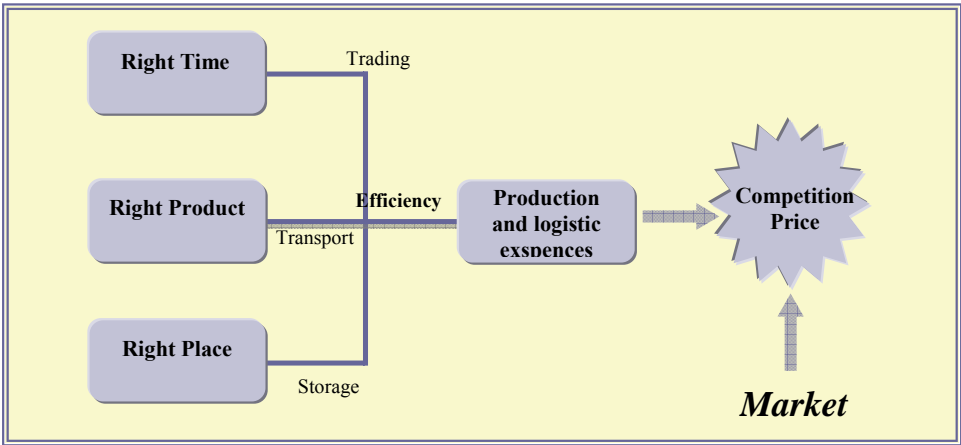 Right Time
Trading
Right Product
Efficiency
Transport
Production
and logistic
exspences
Competition
Price
Right Place
Storage
Market